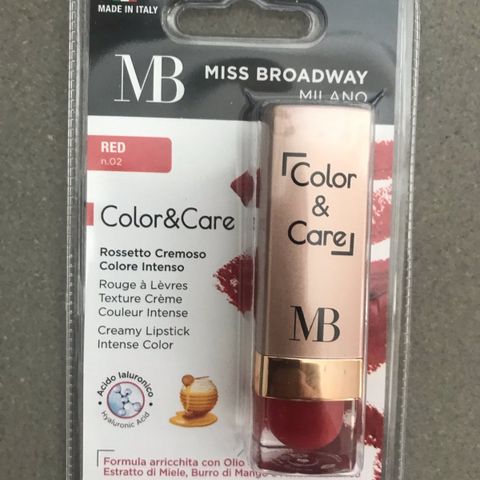 MADE IN ITALY
MB MISS BROADWAY
MILANO
RED
n.02
Color&Care
Rossetto Cremoso
Colore Intenso
Rouge à Lèvres
Texture Crème
Couleur Intense
Creamy Lipstick
Intense Color
Acido Ialuronico
Hyaluronic Acid
Formula arricchita con Olio
Estratto di Miele, Burro di Mango e
Color
&
Care
MB